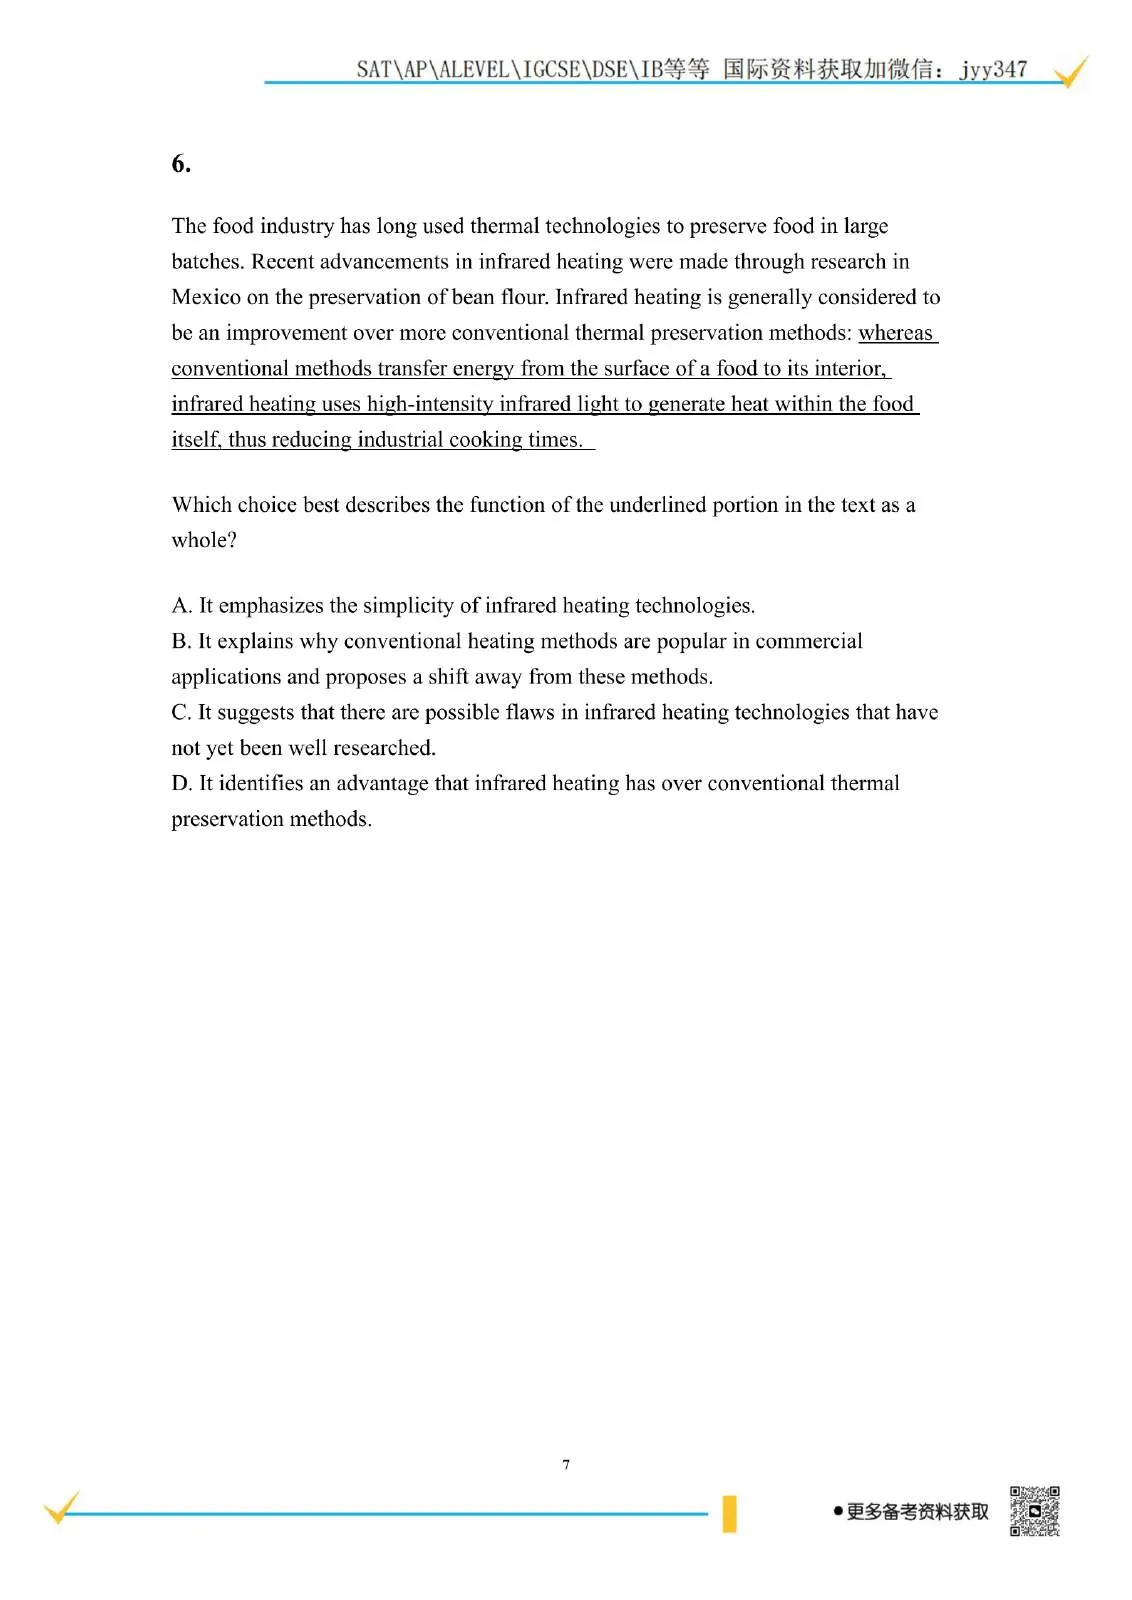 SAT\AP\ALEVEL\IGCSE\DSE\IB等等 国际资料获取加微信：jyy347
6.
The food industry has long used thermal technologies to preserve food in large
batches. Recent advancements in infrared heating were made through research in
Mexico on the preservation of bean flour. Infrared heating is generally considered to
be an improvement over more conventional thermal preservation methods: whereas
conventional methods transfer energy from the surface of a food to its interior,
infrared heating uses high-intensity infrared light to generate heat within the food
itself, thus reducing industrial cooking times.
Which choice best describes the function of the underlined portion in the text as a
whole?
A. It emphasizes the simplicity of infrared heating technologies.
B. It explains why conventional heating methods are popular in commercial
applications and proposes a shift away from these methods.
C. It suggests that there are possible flaws in infrared heating technologies that have
not yet been well researched.
D. It identifies an advantage that infrared heating has over conventional thermal
preservation methods.
7
●更多备考资料获取